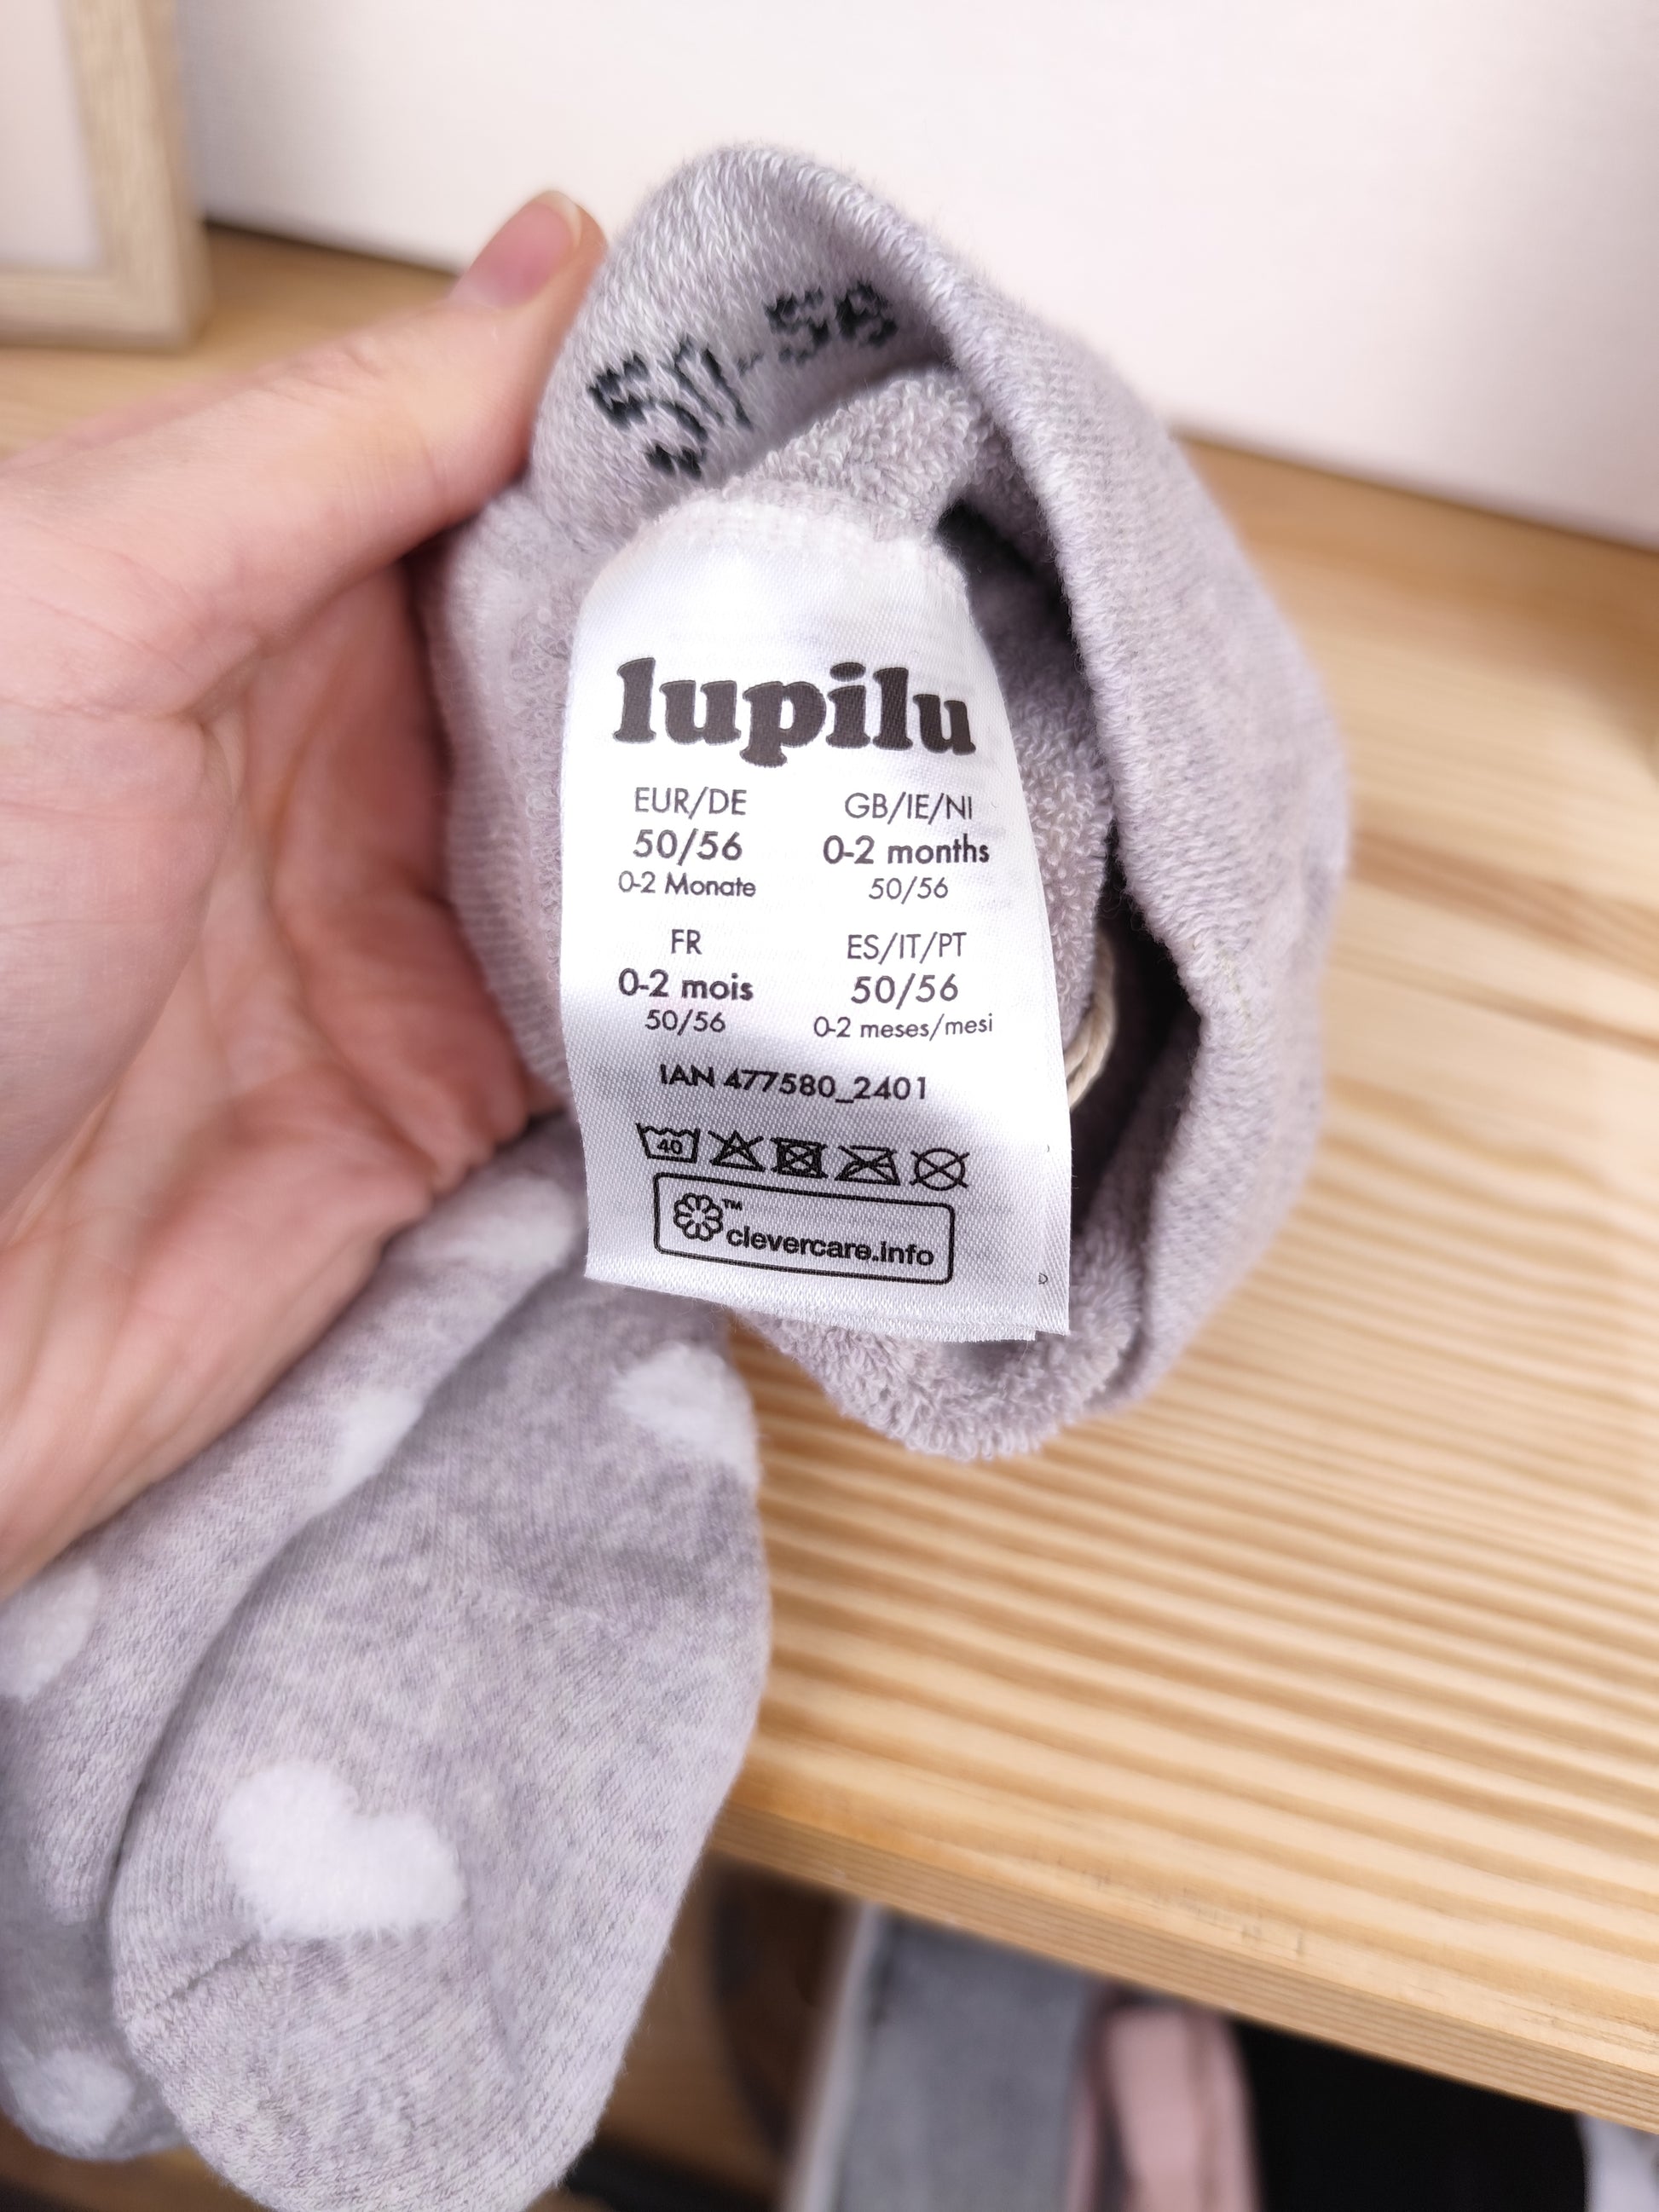 50-56
lupilu
EUR/DE GB/IE/NI
50/56 0-2 months
0-2 Monate 50/56
FR ES/IT/PT
0-2 mois 50/56
50/56 0-2 meses/mesi
IAN 477580_2401
40
™
clevercare.info
D